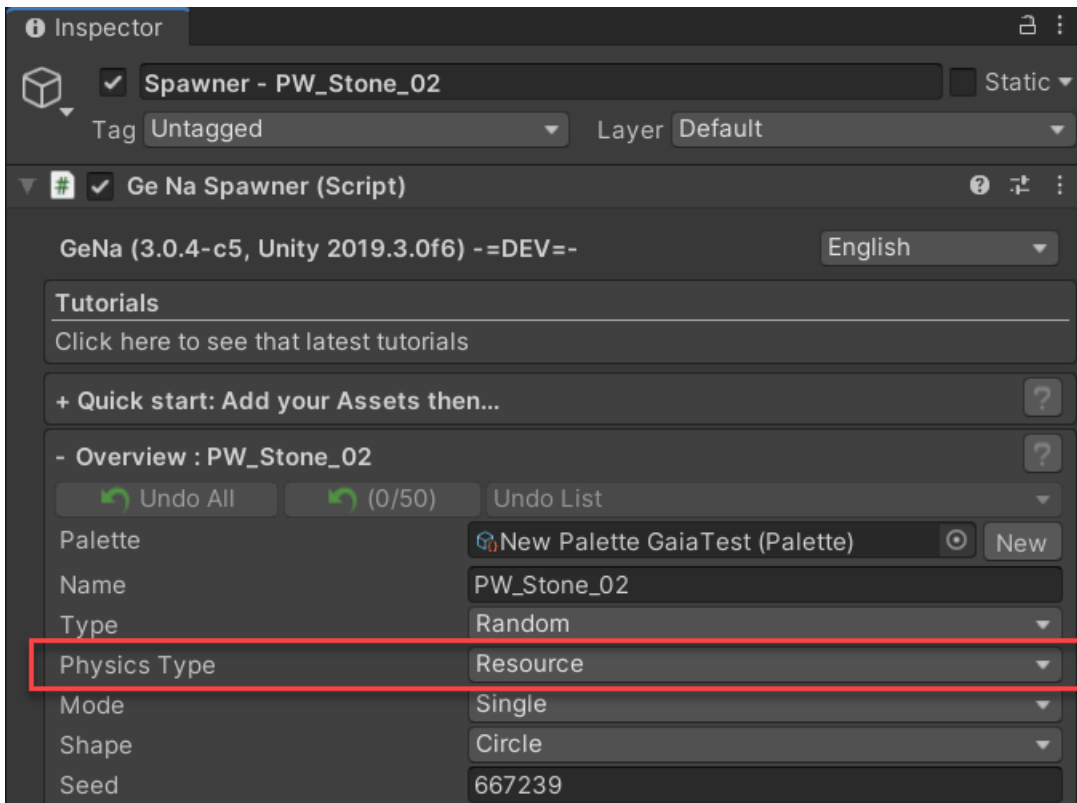 Inspector
Spawner - PW_Stone_02 Static
Tag Untagged Layer Default
# Ge Na Spawner (Script)
GeNa (3.0.4-c5, Unity 2019.3.0f6) -=DEV=- English
Tutorials
Click here to see that latest tutorials
+ Quick start: Add your Assets then... ?
- Overview : PW_Stone_02 ?
Undo All (0/50) Undo List
Palette New Palette GaiaTest (Palette) New
Name PW_Stone_02
Type Random
Physics Type Resource
Mode Single
Shape Circle
Seed 667239